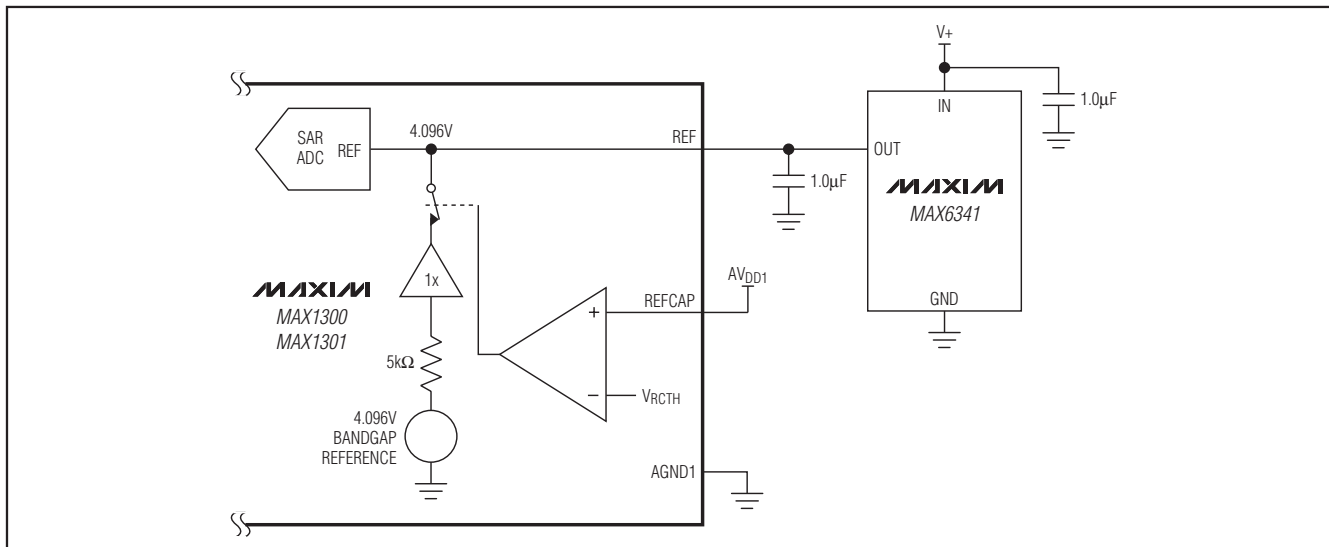 V+
IN
1.0µF
SAR
ADC
REF
4.096V
REF
OUT
1.0µF
MAXIM
MAX6341
GND
1x
MAXIM
MAX1300
MAX1301
5kΩ
4.096V
BANDGAP
REFERENCE
+
REFCAP
AVDD1
−
VRCTH
AGND1